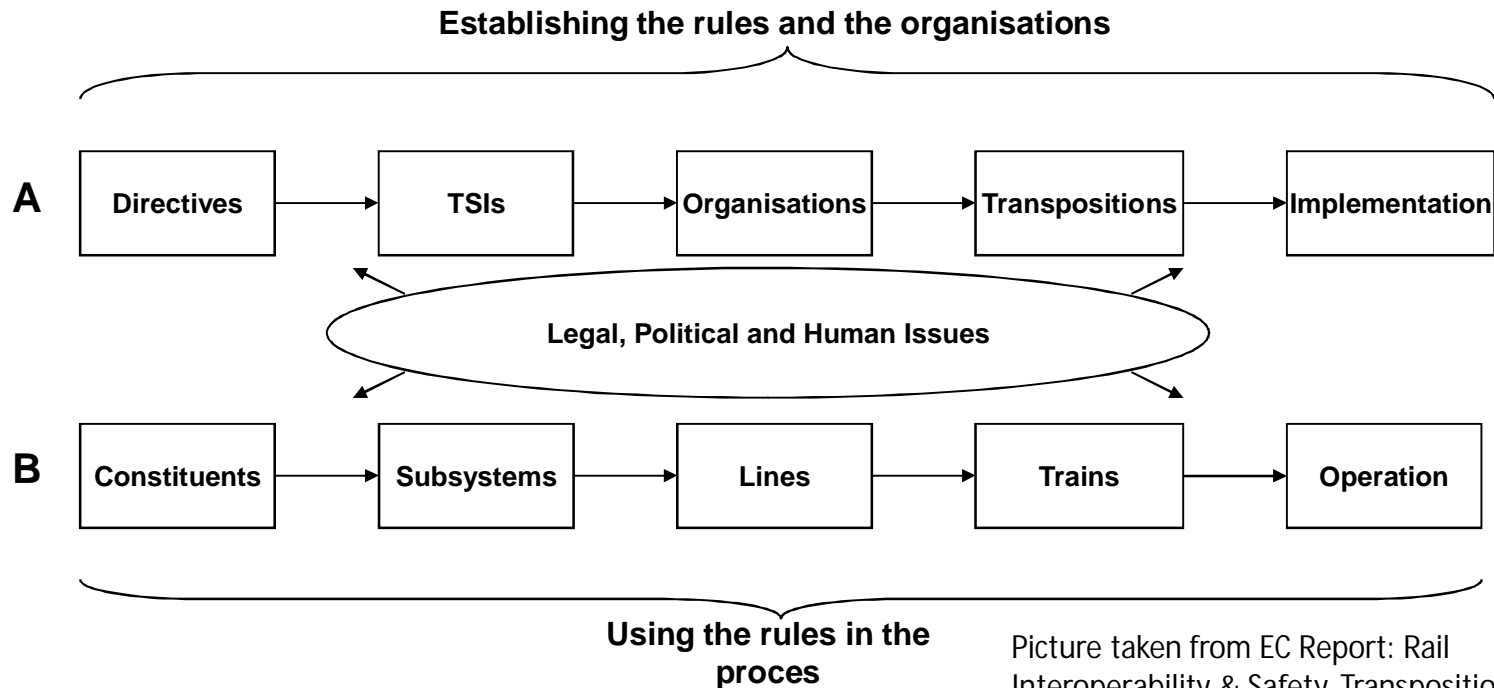 Establishing the rules and the organisations
A
Directives
TSIs
Organisations
Transpositions
Implementation
Legal, Political and Human Issues
B
Constituents
Subsystems
Lines
Trains
Operation
Using the rules in the
proces
Picture taken from EC Report: Rail
Interoperability & Safety, Transpositio